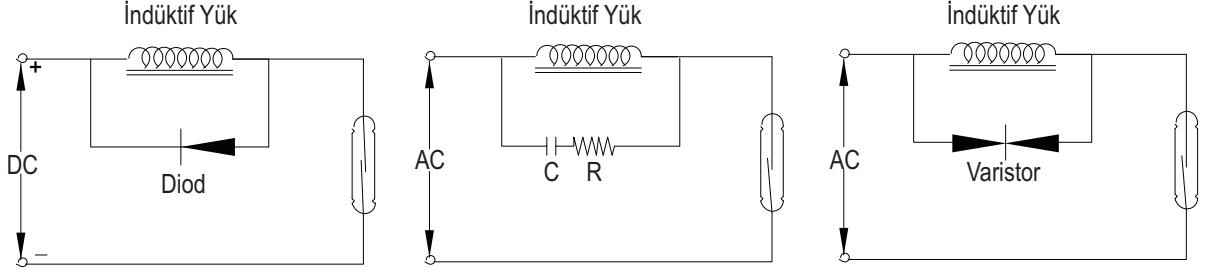 İndüktif Yük
+
DC
Diod
–
İndüktif Yük
AC
C R
İndüktif Yük
AC
Varistor